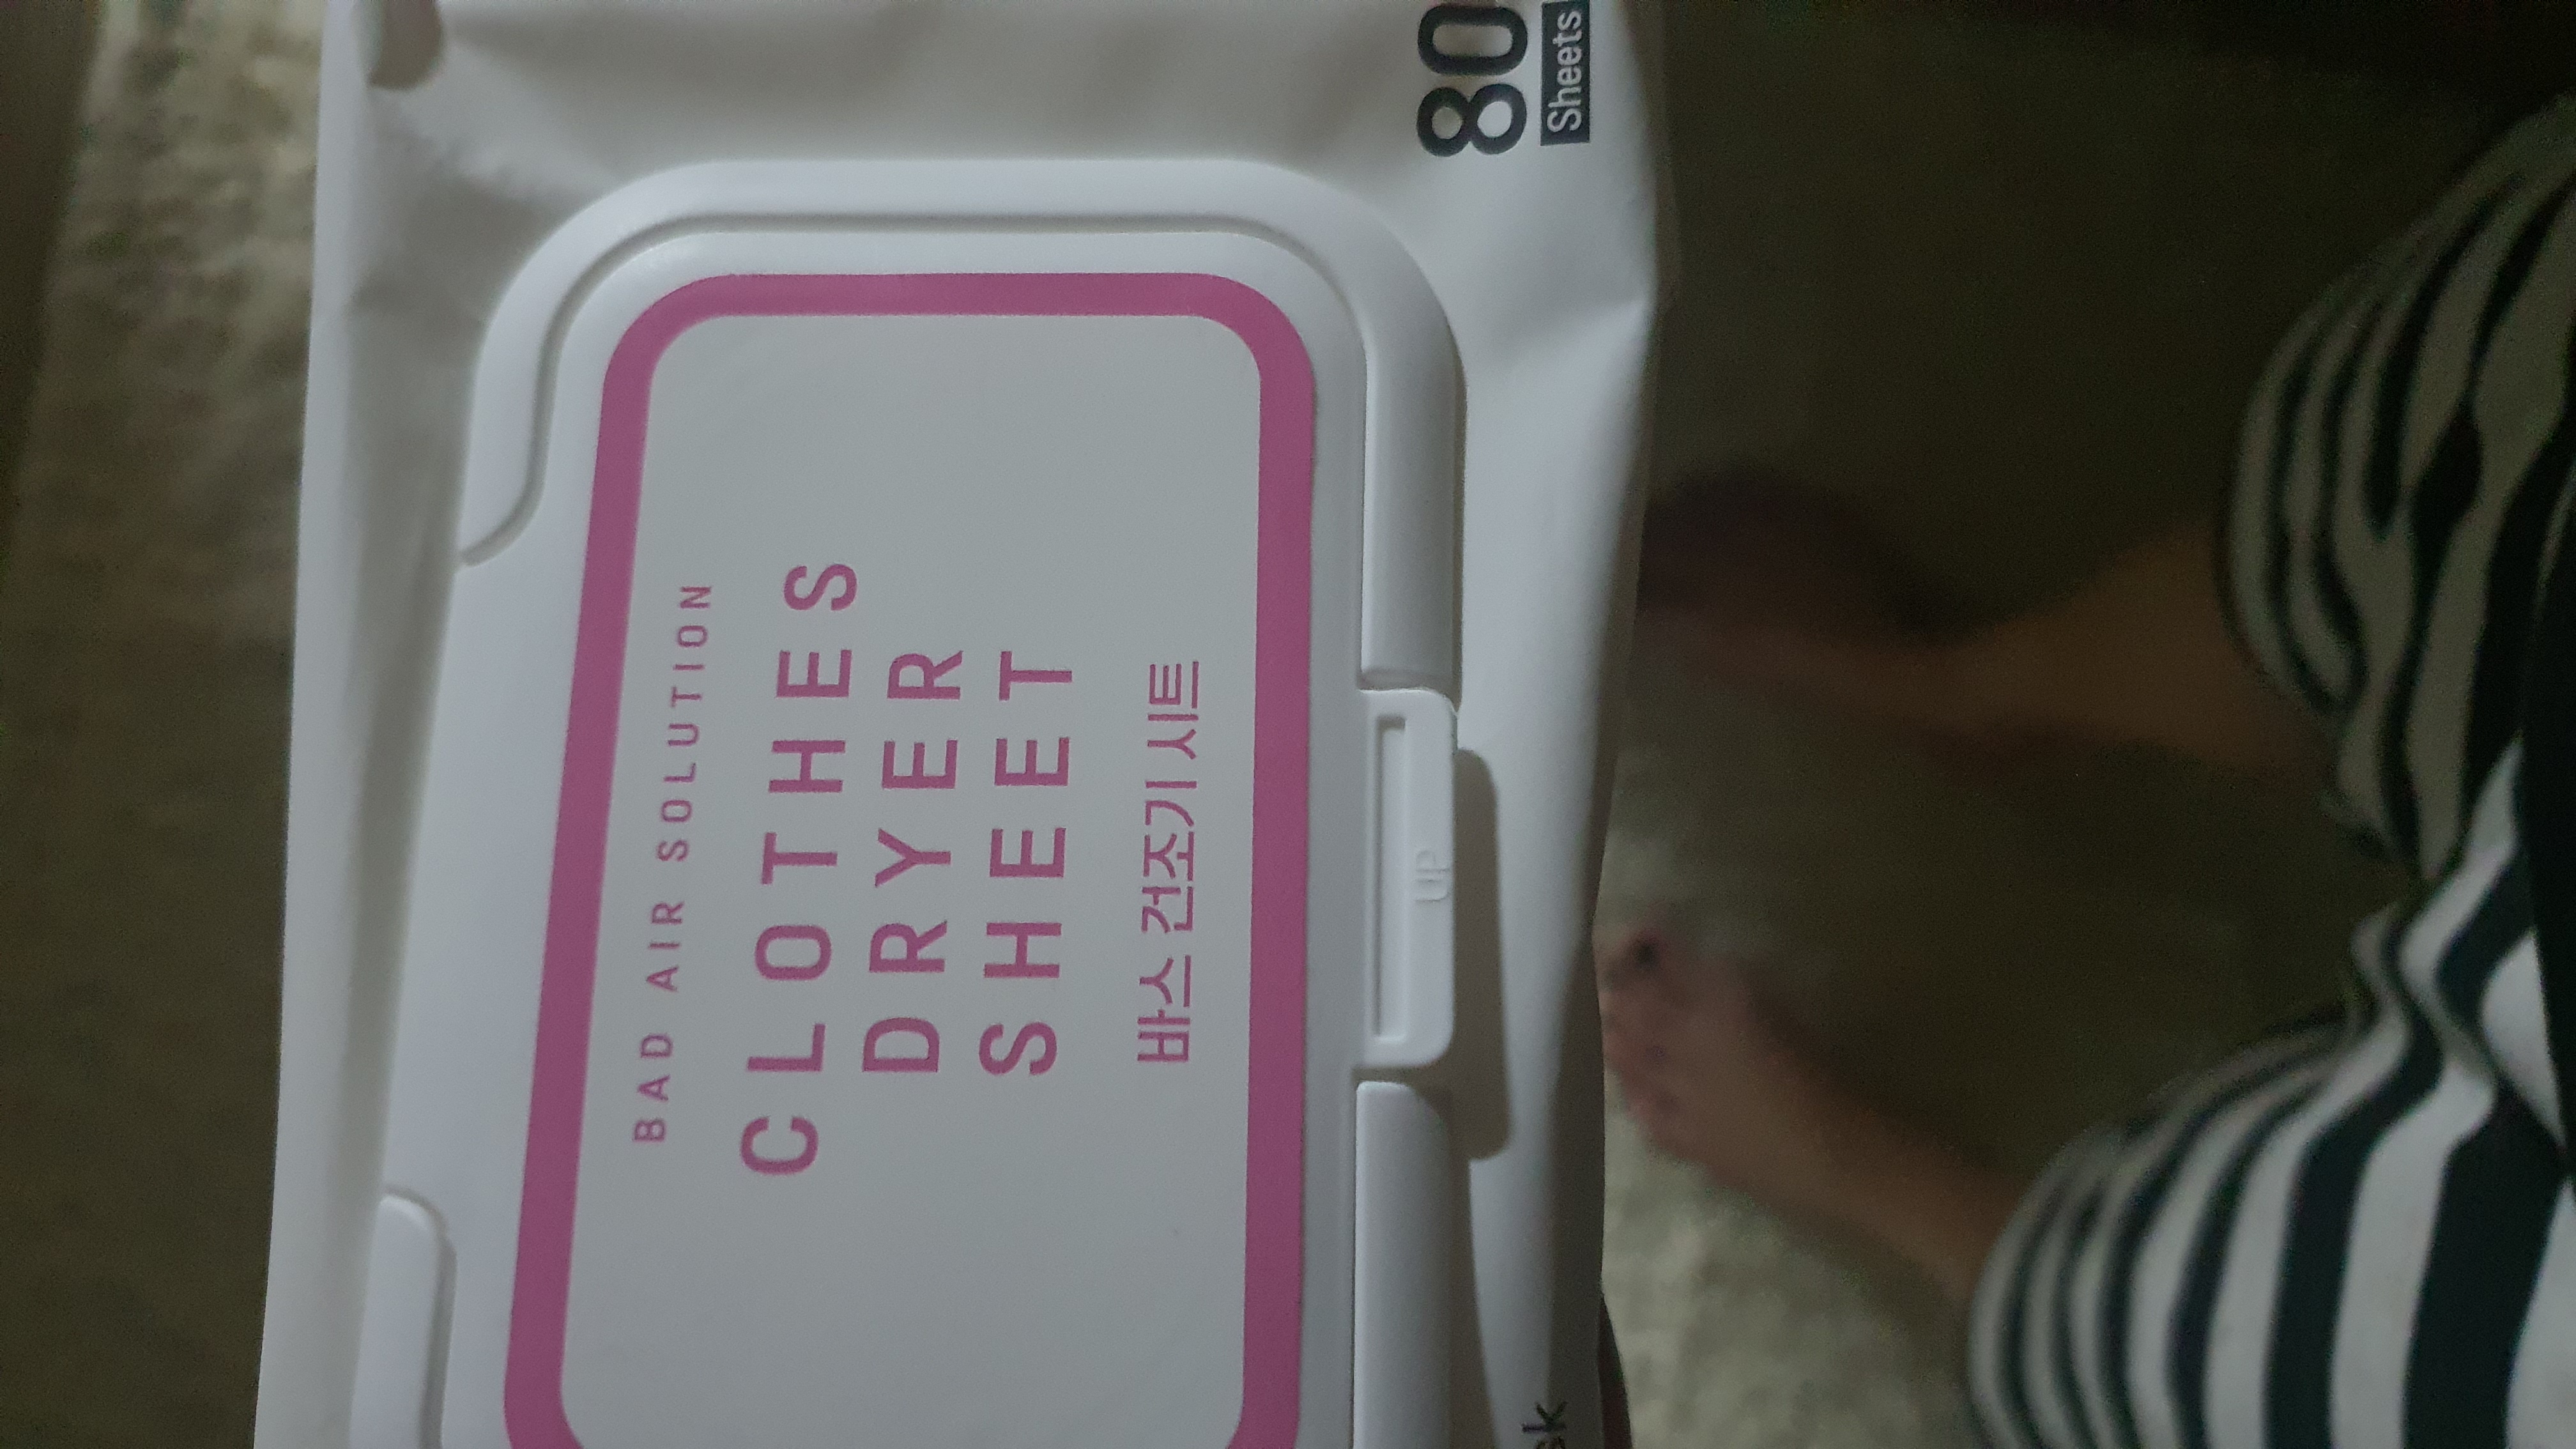 80
Sheets
BAD AIR SOLUTION
CLOTHES
DRYER
SHEET
바스 건조기 시트
UP